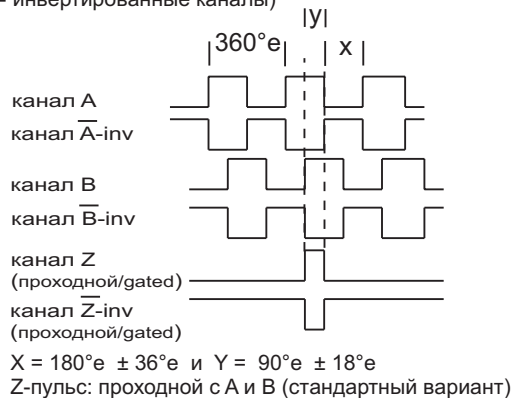 - инвертированные каналы)
|y|
360°e
x
канал A
канал A̅-inv
канал B
канал B̅-inv
канал Z
(проходной/gated)
канал Z̅-inv
(проходной/gated)
X = 180°e ± 36°e и Y = 90°e ± 18°e
Z-пульс: проходной с A и B (стандартный вариант)